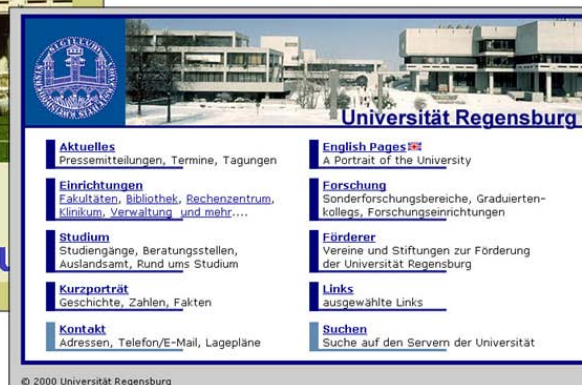 Universität Regensburg
Aktuelles
Pressemitteilungen, Termine, Tagungen
Einrichtungen
Fakultäten, Bibliothek, Rechenzentrum,
Klinikum, Verwaltung und mehr....
Studium
Studiengänge, Beratungsstellen,
Auslandsamt, Rund ums Studium
Kurzporträt
Geschichte, Zahlen, Fakten
Kontakt
Adressen, Telefon/E-Mail, Lagepläne
English Pages
A Portrait of the University
Forschung
Sonderforschungsbereiche, Graduierten-
kollegs, Forschungseinrichtungen
Förderer
Vereine und Stiftungen zur Förderung
der Universität Regensburg
Links
ausgewählte Links
Suchen
Suche auf den Servern der Universität
© 2000 Universität Regensburg